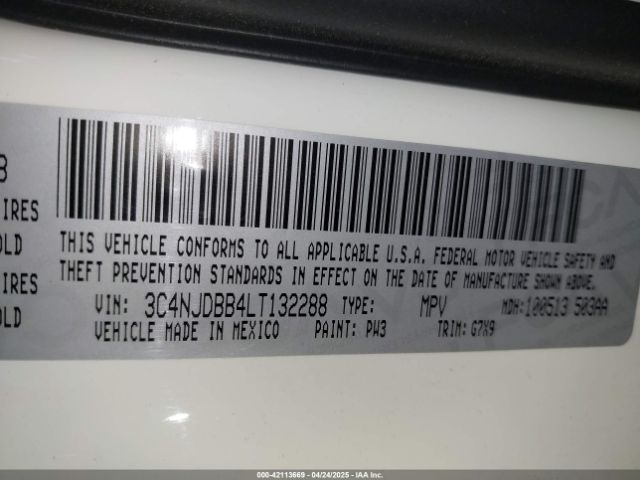 8
IRES
OLD
IRES
OLD
THIS VEHICLE CONFORMS TO ALL APPLICABLE U.S.A. FEDERAL MOTOR VEHICLE SAFETY AND
THEFT PREVENTION STANDARDS IN EFFECT ON THE DATE OF MANUFACTURE SHOWN ABOVE.
VIN: 3C4NJDBB4LT132288 TYPE: MPV MDH: 100513 503AA
VEHICLE MADE IN MEXICO PAINT: PW3 TRIM: G7X9
000-42113669 - 04/24/2025 - IAA Inc.